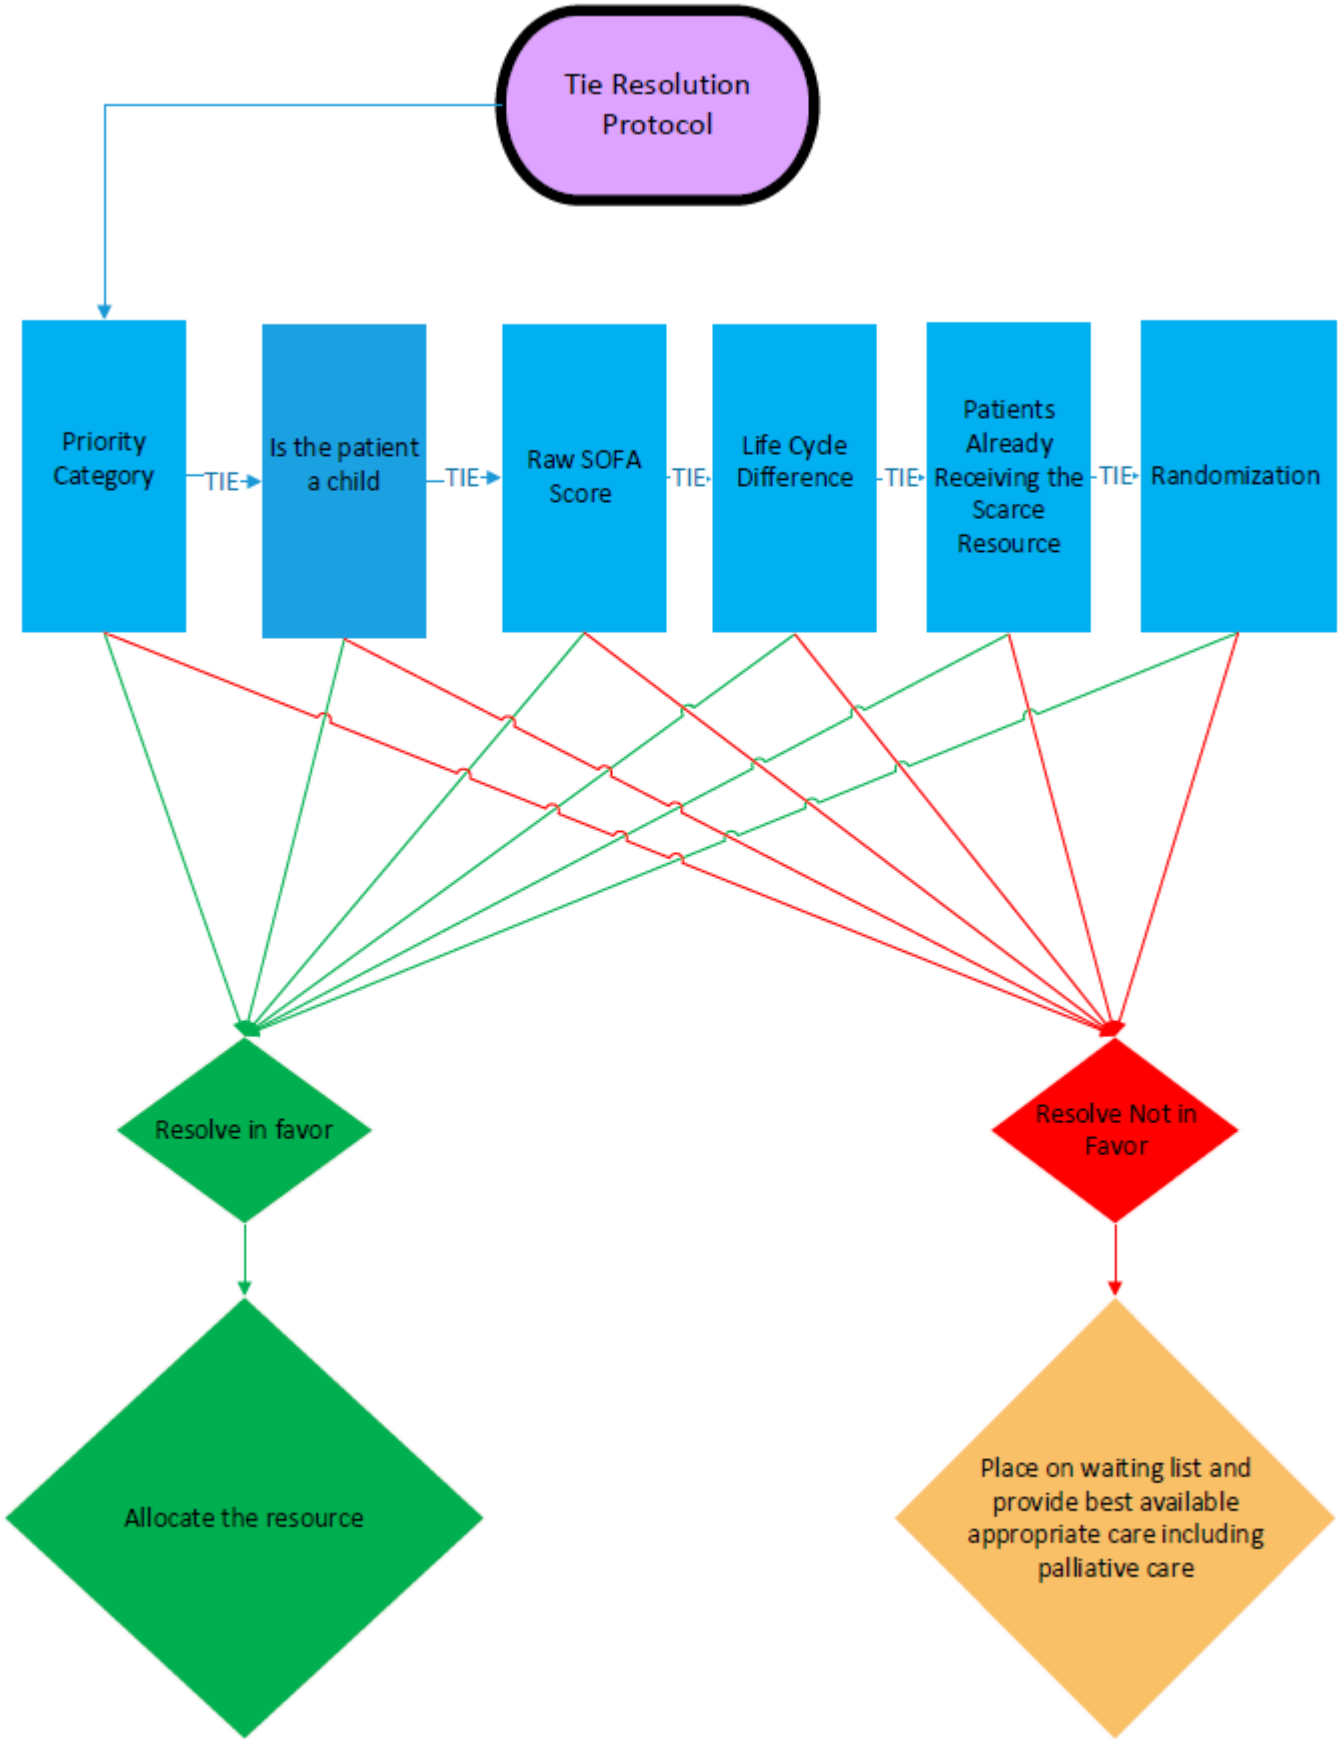 Tie Resolution
Protocol
Priority
Category
TIE
Is the patient
a child
TIE
Raw SOFA
Score
TIE
Life Cycle
Difference
TIE
Patients
Already
Receiving the
Scarce
Resource
TIE
Randomization
Resolve in favor
Resolve Not in
Favor
Allocate the resource
Place on waiting list and
provide best available
appropriate care including
palliative care